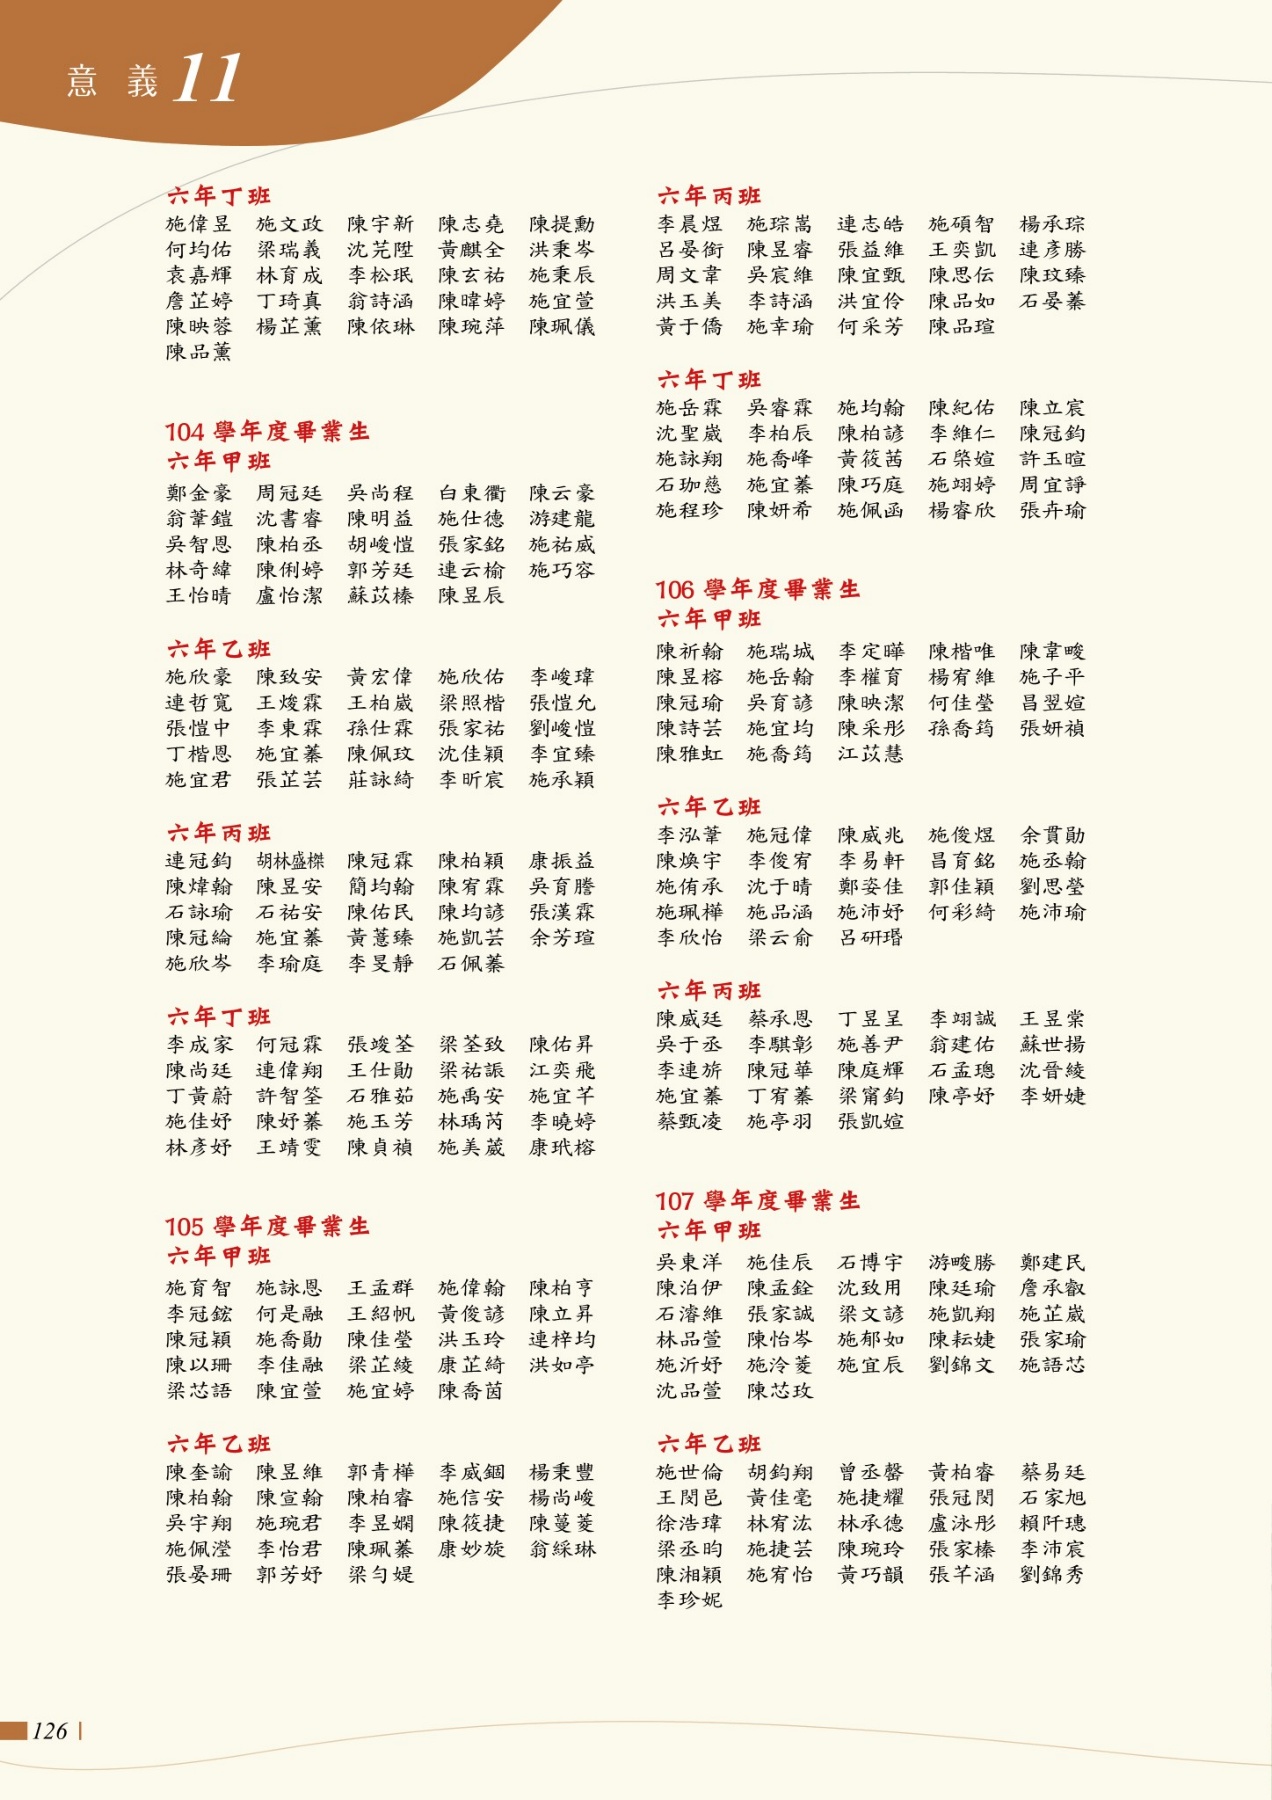 意義11
六年丁班
施偉昱 施文政 陳宇新 陳志堯 陳提勳
何均佑 梁瑞義 沈芫陞 黃麒全 洪秉岑
袁嘉輝 林育成 李松珉 陳玄祐 施秉辰
詹芷婷 丁琦真 翁詩涵 陳暐婷 施宜萱
陳映蓉 楊芷薰 陳依琳 陳琬萍 陳珮儀
陳品薰
104 學年度畢業生
六年甲班
鄭金豪 周冠廷 吳尚程 白東衢 陳云豪
翁葦鎧 沈書睿 陳明益 施仕德 游建龍
吳智恩 陳柏丞 胡峻愷 張家銘 施祐威
林奇緯 陳俐婷 郭芳廷 連云榆 施巧容
王怡晴 盧怡潔 蘇苡榛 陳昱辰
六年乙班
施欣豪 陳致安 黃宏偉 施欣佑 李峻瑋
連哲寬 王焌霖 王柏崴 梁照楷 張愷允
張愷中 李東霖 孫仕霖 張家祐 劉峻愷
丁楷恩 施宜蓁 陳佩玟 沈佳穎 李宜臻
施宜君 張芷芸 莊詠綺 李昕宸 施承穎
六年丙班
連冠鈞 胡林盛櫸 陳冠霖 陳柏穎 康振益
陳煒翰 陳昱安 簡均翰 陳宥霖 吳育謄
石詠瑜 石祐安 陳佑民 陳均諺 張漢霖
陳冠綸 施宜蓁 黃薏臻 施凱芸 余芳瑄
施欣岑 李瑜庭 李旻靜 石佩蓁
六年丁班
李成家 何冠霖 張竣荃 梁荃致 陳佑昇
陳尚廷 連偉翔 王仕勛 梁祐誫 江奕飛
丁黃蔚 許智筌 石雅茹 施禹安 施宜芊
施佳妤 陳妤蓁 施玉芳 林瑀芮 李曉婷
林彥妤 王靖雯 陳貞禎 施美葳 康玳榕
105 學年度畢業生
六年甲班
施育智 施詠恩 王孟群 施偉翰 陳柏亨
李冠鋐 何是融 王紹帆 黃俊諺 陳立昇
陳冠穎 施喬勛 陳佳瑩 洪玉玲 連梓均
陳以珊 李佳融 梁芷綾 康芷綺 洪如亭
梁芯語 陳宜萱 施宜婷 陳喬茵
六年乙班
陳奎諭 陳昱維 郭青樺 李威錮 楊秉豐
陳柏翰 陳宣翰 陳柏睿 施信安 楊尚峻
吳宇翔 施琬君 李昱嫻 陳筱捷 陳蔓菱
施佩瀅 李怡君 陳珮蓁 康妙旋 翁綵琳
張晏珊 郭芳妤 梁勻媞
六年丙班
李晨煜 施琮嵩 連志皓 施碩智 楊承琮
呂晏銜 陳昱睿 張益維 王奕凱 連彥勝
周文韋 吳宸維 陳宜甄 陳思伝 陳玟臻
洪玉美 李詩涵 洪宜伶 陳品如 石晏蓁
黃于僑 施幸瑜 何采芳 陳品瑄
六年丁班
施岳霖 吳睿霖 施均翰 陳紀佑 陳立宸
沈聖崴 李柏辰 陳柏諺 李維仁 陳冠鈞
施詠翔 施喬峰 黃筱茜 石棨媗 許玉暄
石珈慈 施宜蓁 陳巧庭 施翊婷 周宜諍
施程珍 陳妍希 施佩函 楊睿欣 張卉瑜
106 學年度畢業生
六年甲班
陳祈翰 施瑞城 李定曄 陳楷唯 陳韋畯
陳昱榕 施岳翰 李權育 楊宥維 施子平
陳冠瑜 吳育諺 陳映潔 何佳瑩 昌翌媗
陳詩芸 施宜均 陳采彤 孫喬筠 張妍禎
陳雅虹 施喬筠 江苡慧
六年乙班
李泓葦 施冠偉 陳威兆 施俊煜 余貫勛
陳煥宇 李俊宥 李易軒 昌育銘 施丞翰
施侑承 沈于晴 鄭姿佳 郭佳穎 劉思瑩
施珮樺 施品涵 施沛妤 何彩綺 施沛瑜
李欣怡 梁云俞 呂研瑨
六年丙班
陳威廷 蔡承恩 丁昱呈 李翊誠 王昱棠
吳于丞 李騏彰 施善尹 翁建佑 蘇世揚
李連旂 陳冠華 陳庭輝 石孟璁 沈晉綾
施宜蓁 丁宥蓁 梁甯鈞 陳亭妤 李妍婕
蔡甄凌 施亭羽 張凱媗
107 學年度畢業生
六年甲班
吳東洋 施佳辰 石博宇 游畯勝 鄭建民
陳泊伊 陳孟銓 沈致用 陳廷瑜 詹承叡
石濬維 張家誠 梁文諺 施凱翔 施芷崴
林品萱 陳怡岑 施郁如 陳耘婕 張家瑜
施沂妤 施泠菱 施宜辰 劉錦文 施語芯
沈品萱 陳芯玫
六年乙班
施世倫 胡鈞翔 曾丞馨 黃柏睿 蔡易廷
王閔邑 黃佳毫 施捷耀 張冠閔 石家旭
徐浩瑋 林宥汯 林承德 盧泳彤 賴阡璁
梁丞昀 施捷芸 陳琬玲 張家榛 李沛宸
陳湘穎 施宥怡 黃巧韻 張芊涵 劉錦秀
李珍妮
126